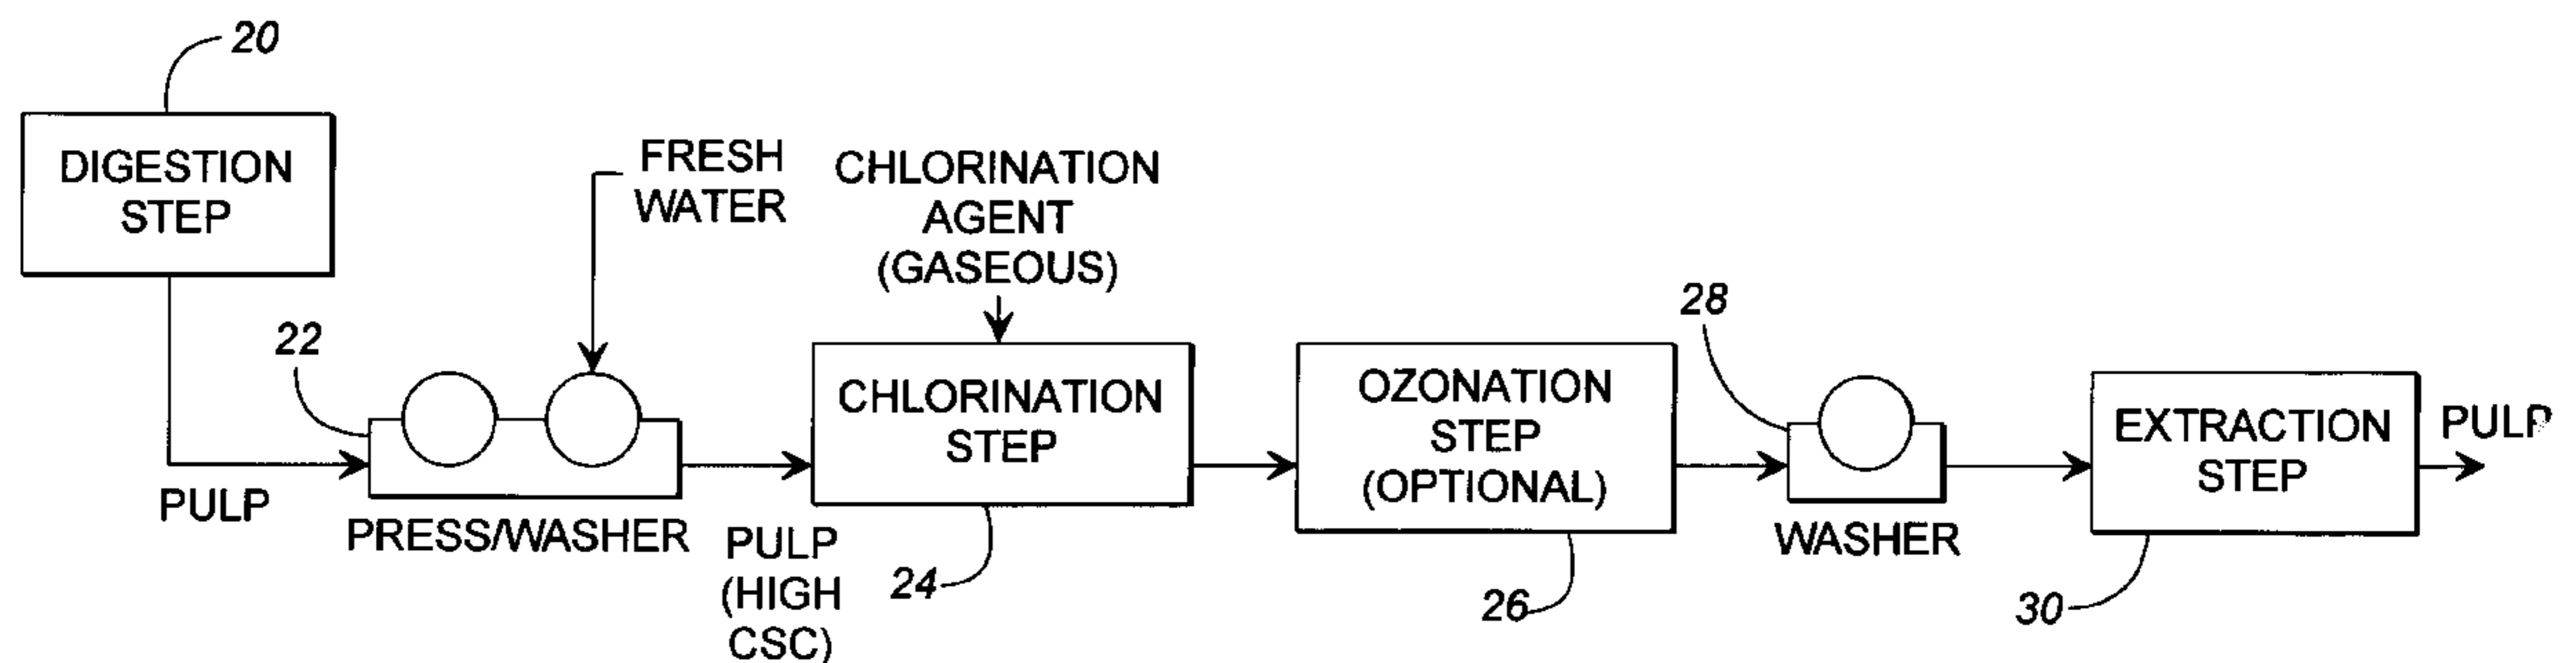 20
DIGESTION
STEP
PULP
22
PRESS/WASHER
FRESH
WATER
PULP
(HIGH
CSC)
CHLORINATION
AGENT
(GASEOUS)
CHLORINATION
STEP
24
OZONATION
STEP
(OPTIONAL)
26
28
WASHER
EXTRACTION
STEP
30
PULP